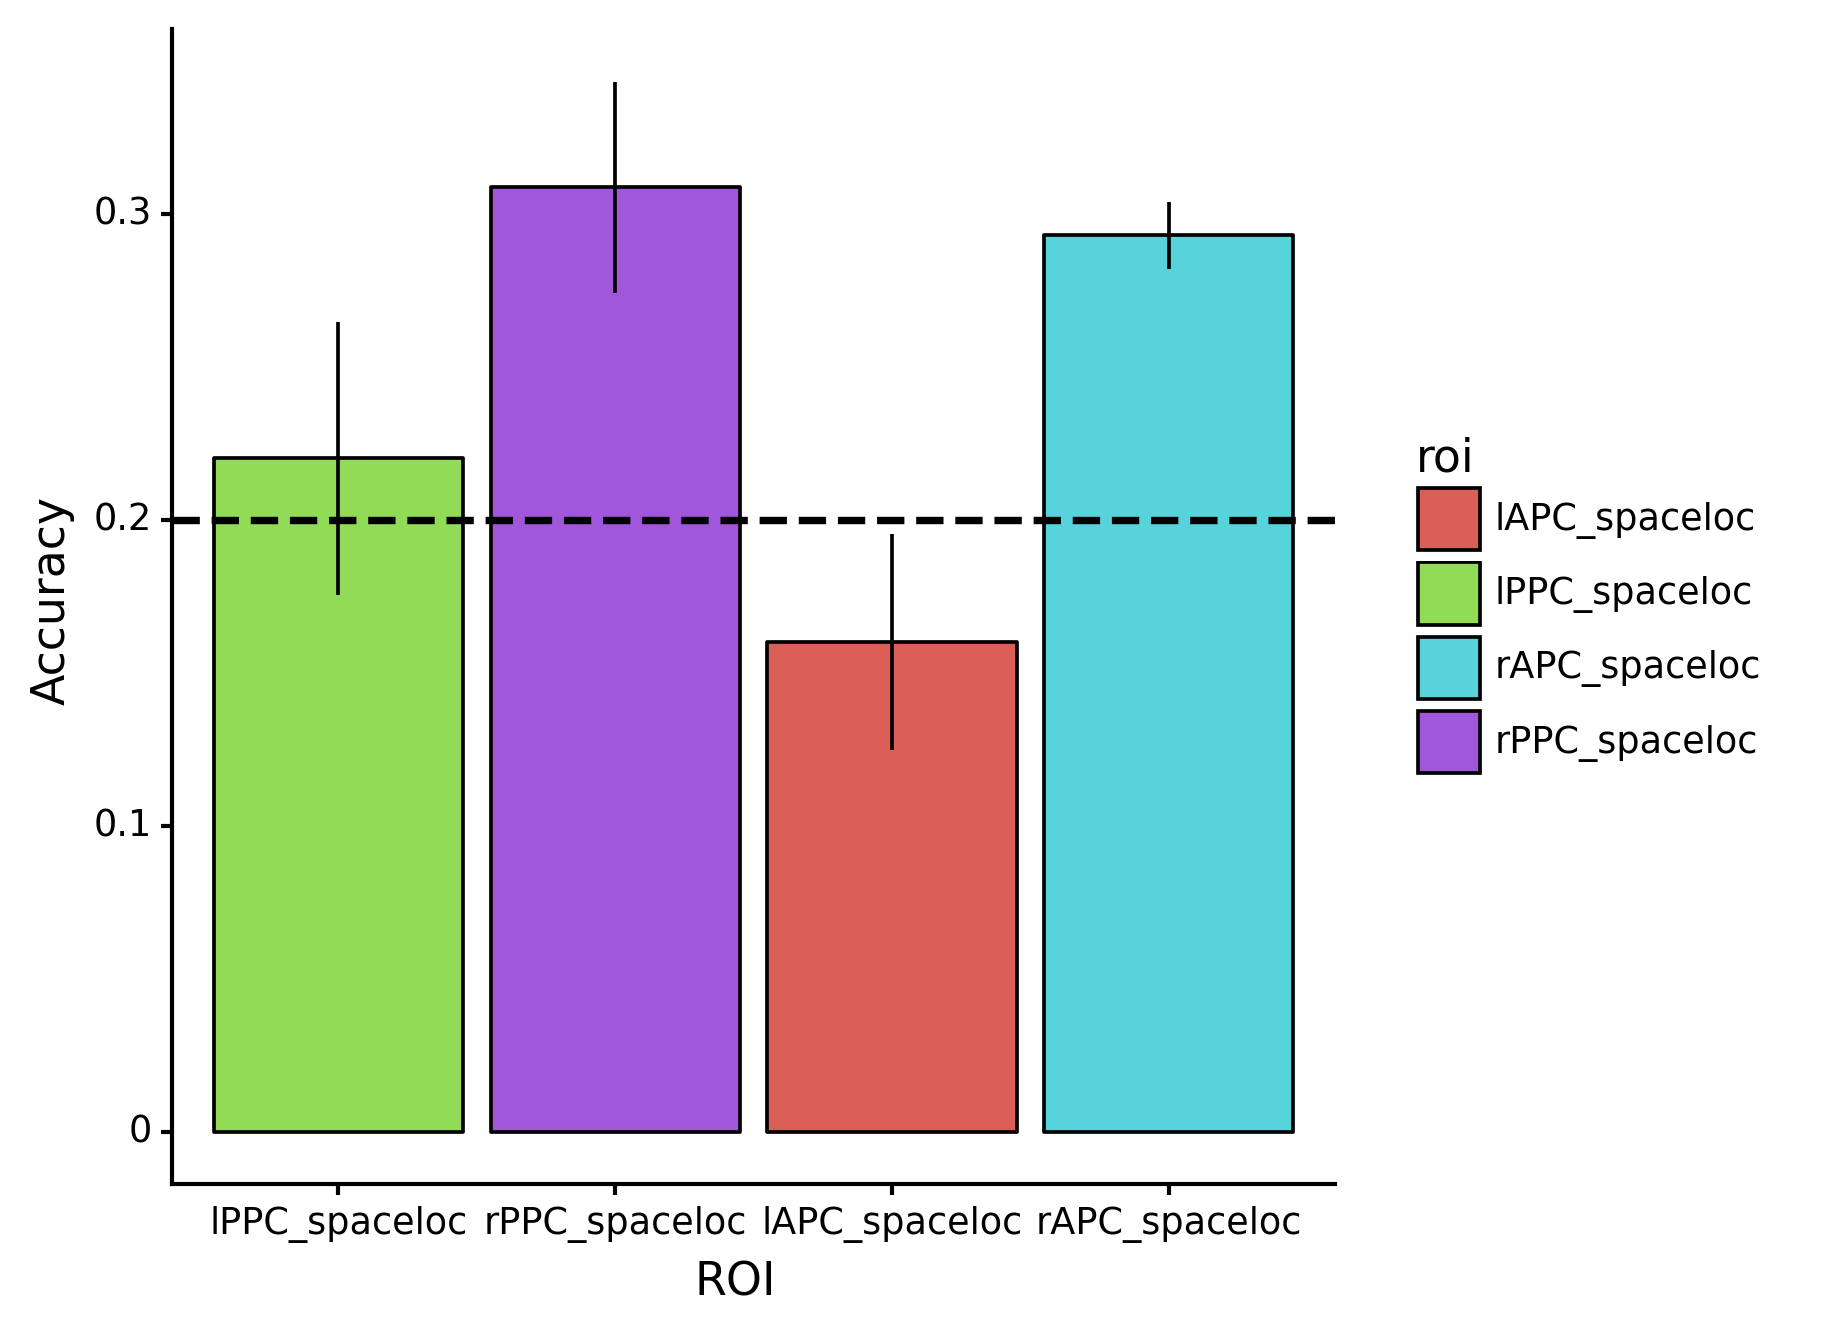 Accuracy
0.3
0.2
0.1
0
lPPC_spaceloc rPPC_spaceloc lAPC_spaceloc rAPC_spaceloc
ROI
roi
lAPC_spaceloc
lPPC_spaceloc
rAPC_spaceloc
rPPC_spaceloc